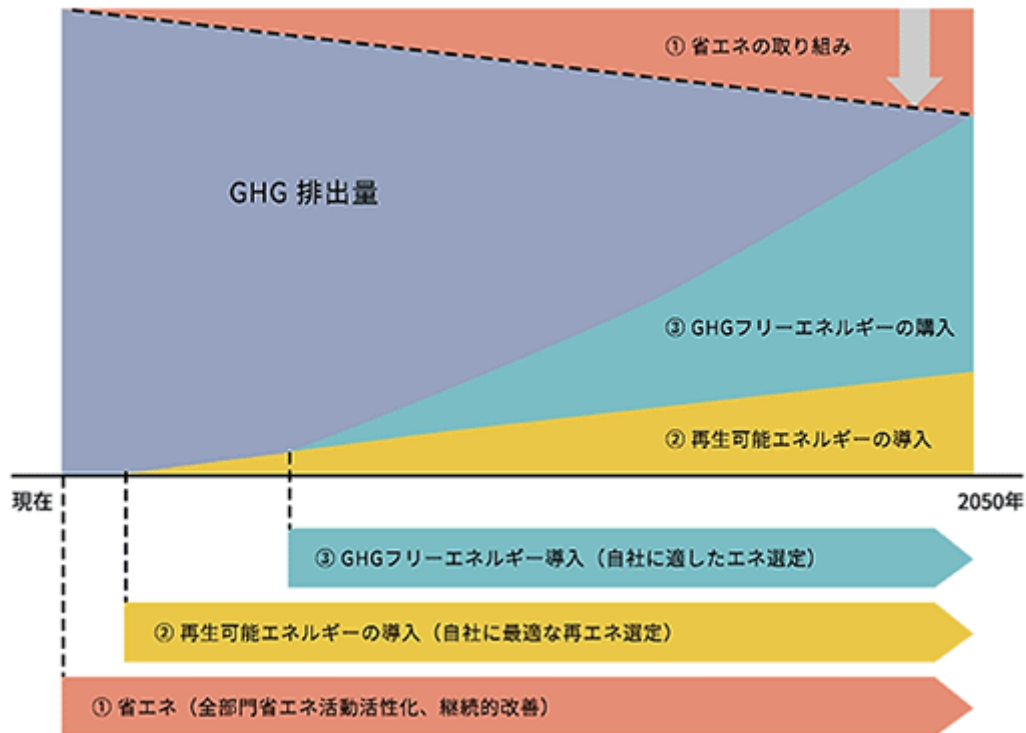 ① 省エネの取り組み
GHG 排出量
③ GHGフリーエネルギーの購入
② 再生可能エネルギーの導入
現在
2050年
③ GHGフリーエネルギー導入（自社に適したエネ選定）
② 再生可能エネルギーの導入（自社に最適な再エネ選定）
① 省エネ（全部門省エネ活動活性化、継続的改善）